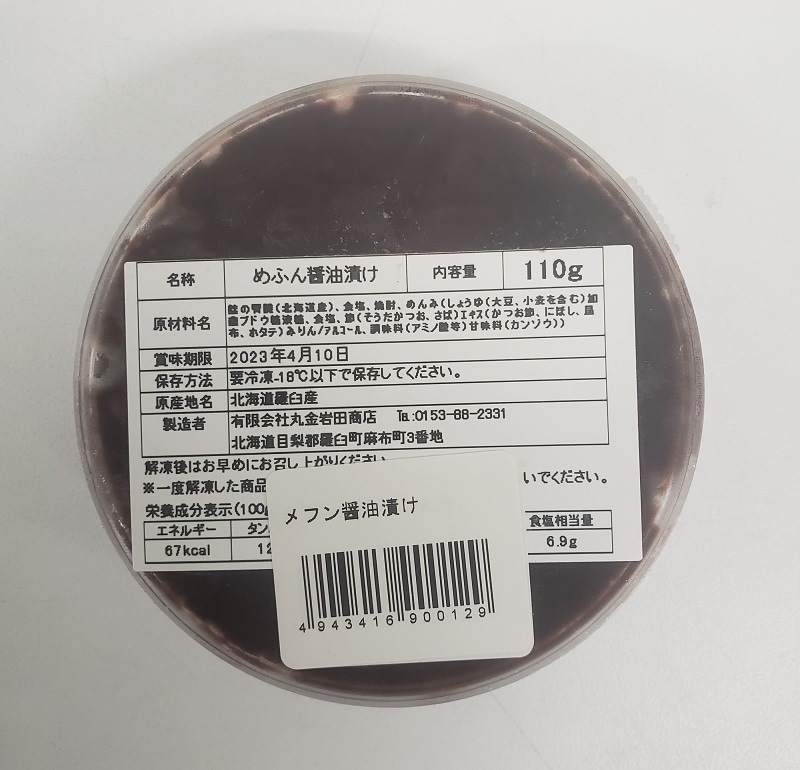 名称 めふん醤油漬け 内容量 110g
原材料名 鮭の腎臓(北海道産)、食塩、焼酎、めんみ(しょうゆ(大豆、小麦を含む)加
工ブドウ糖液糖、食塩、節(そうだかつお、さば)エキス(かつお節、にぼし、昆
布、ホタテ)みりん/アルコール、調味料(アミノ酸等)甘味料(カンゾウ))
賞味期限 2023年4月10日
保存方法 要冷凍-18℃以下で保存してください。
原産地名 北海道羅臼産
製造者 有限会社丸金岩田商店 ℡:0153-88-2331
北海道目梨郡羅臼町麻布町3番地
解凍後はお早めにお召し上がりください
※一度解凍した商品 いでください。
栄養成分表示(100g
エネルギー タン 食塩相当量
67kcal 12 6.9g
メフン醤油漬け
4943416900129